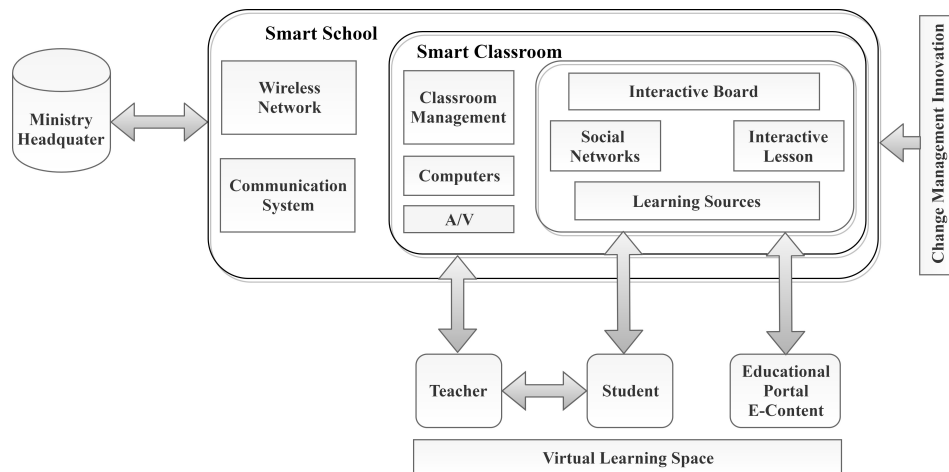 Smart School
Smart Classroom
Ministry
Headquater
Wireless
Network
Communication
System
Classroom
Management
Computers
A/V
Interactive Board
Social
Networks
Interactive
Lesson
Learning Sources
Change Management Innovation
Teacher
Student
Educational
Portal
E-Content
Virtual Learning Space